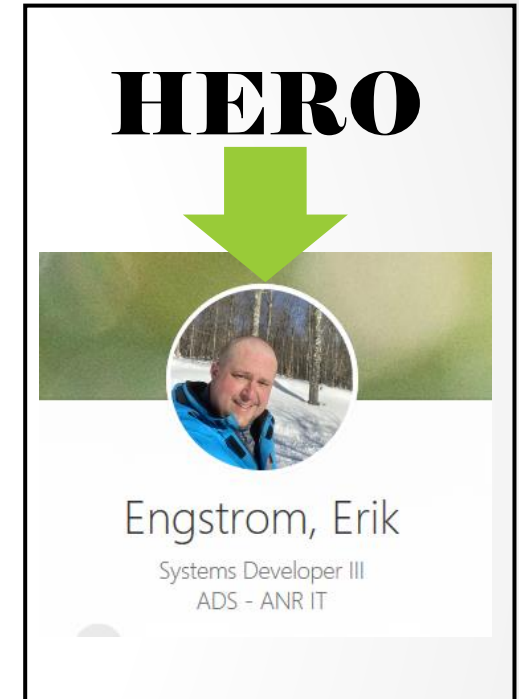 HERO
Engstrom, Erik
Systems Developer III
ADS - ANR IT